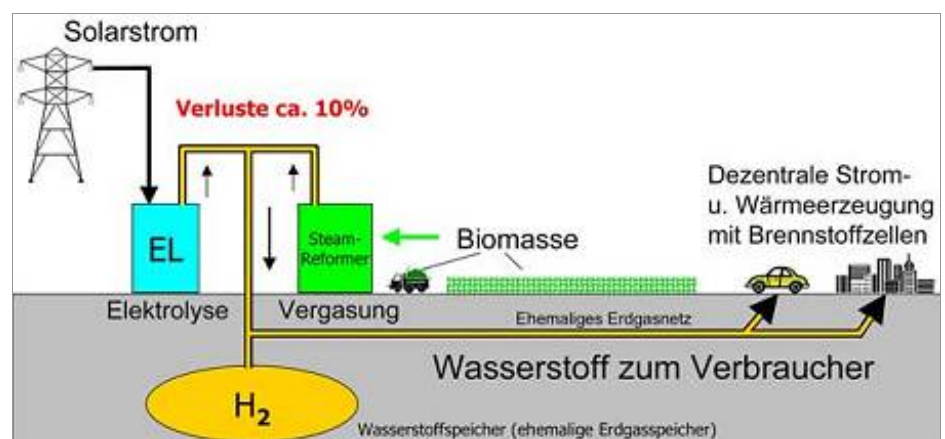 Solarstrom
Verluste ca. 10%
Dezentrale Strom-
u. Wärmeerzeugung
mit Brennstoffzellen
EL
Steam-
Reformer
Biomasse
Elektrolyse
Vergasung
Ehemaliges Erdgasnetz
Wasserstoff zum Verbraucher
H₂
Wasserstoffspeicher (ehemalige Erdgasspeicher)